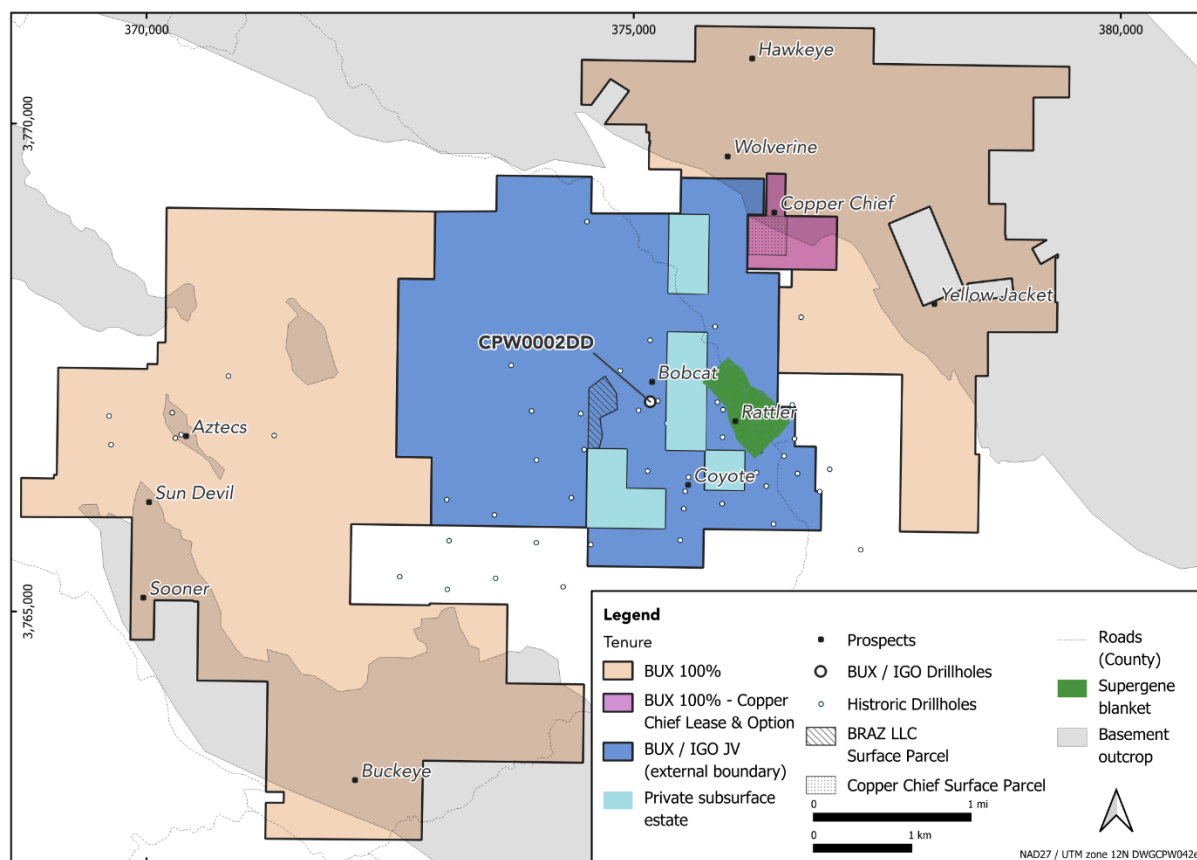 370,000
375,000
380,000
Hawkeye
3,770,000
Wolverine
Copper Chief
Yellow Jacket
CPW0002DD
Bobcat
Rattler
Aztecs
Coyote
Sun Devil
Sooner
3,765,000
Buckeye
Legend
Tenure
BUX 100%
BUX 100% - Copper
Chief Lease & Option
BUX / IGO JV
(external boundary)
Private subsurface
estate
Prospects
BUX / IGO Drillholes
Histroric Drillholes
BRAZ LLC
Surface Parcel
Copper Chief Surface Parcel
0 1 mi
0 1 km
Roads
(County)
Supergene
blanket
Basement
outcrop
NAD27 / UTM zone 12N DWGCPW042e